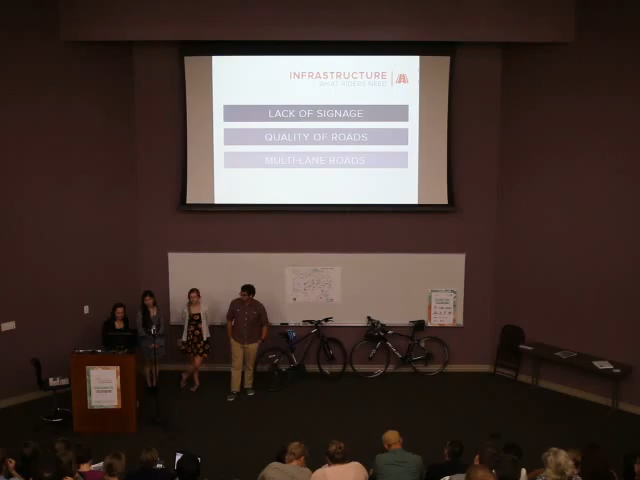 INFRASTRUCTURE
WHAT RIDERS NEED
LACK OF SIGNAGE
QUALITY OF ROADS
MULTI-LANE ROADS